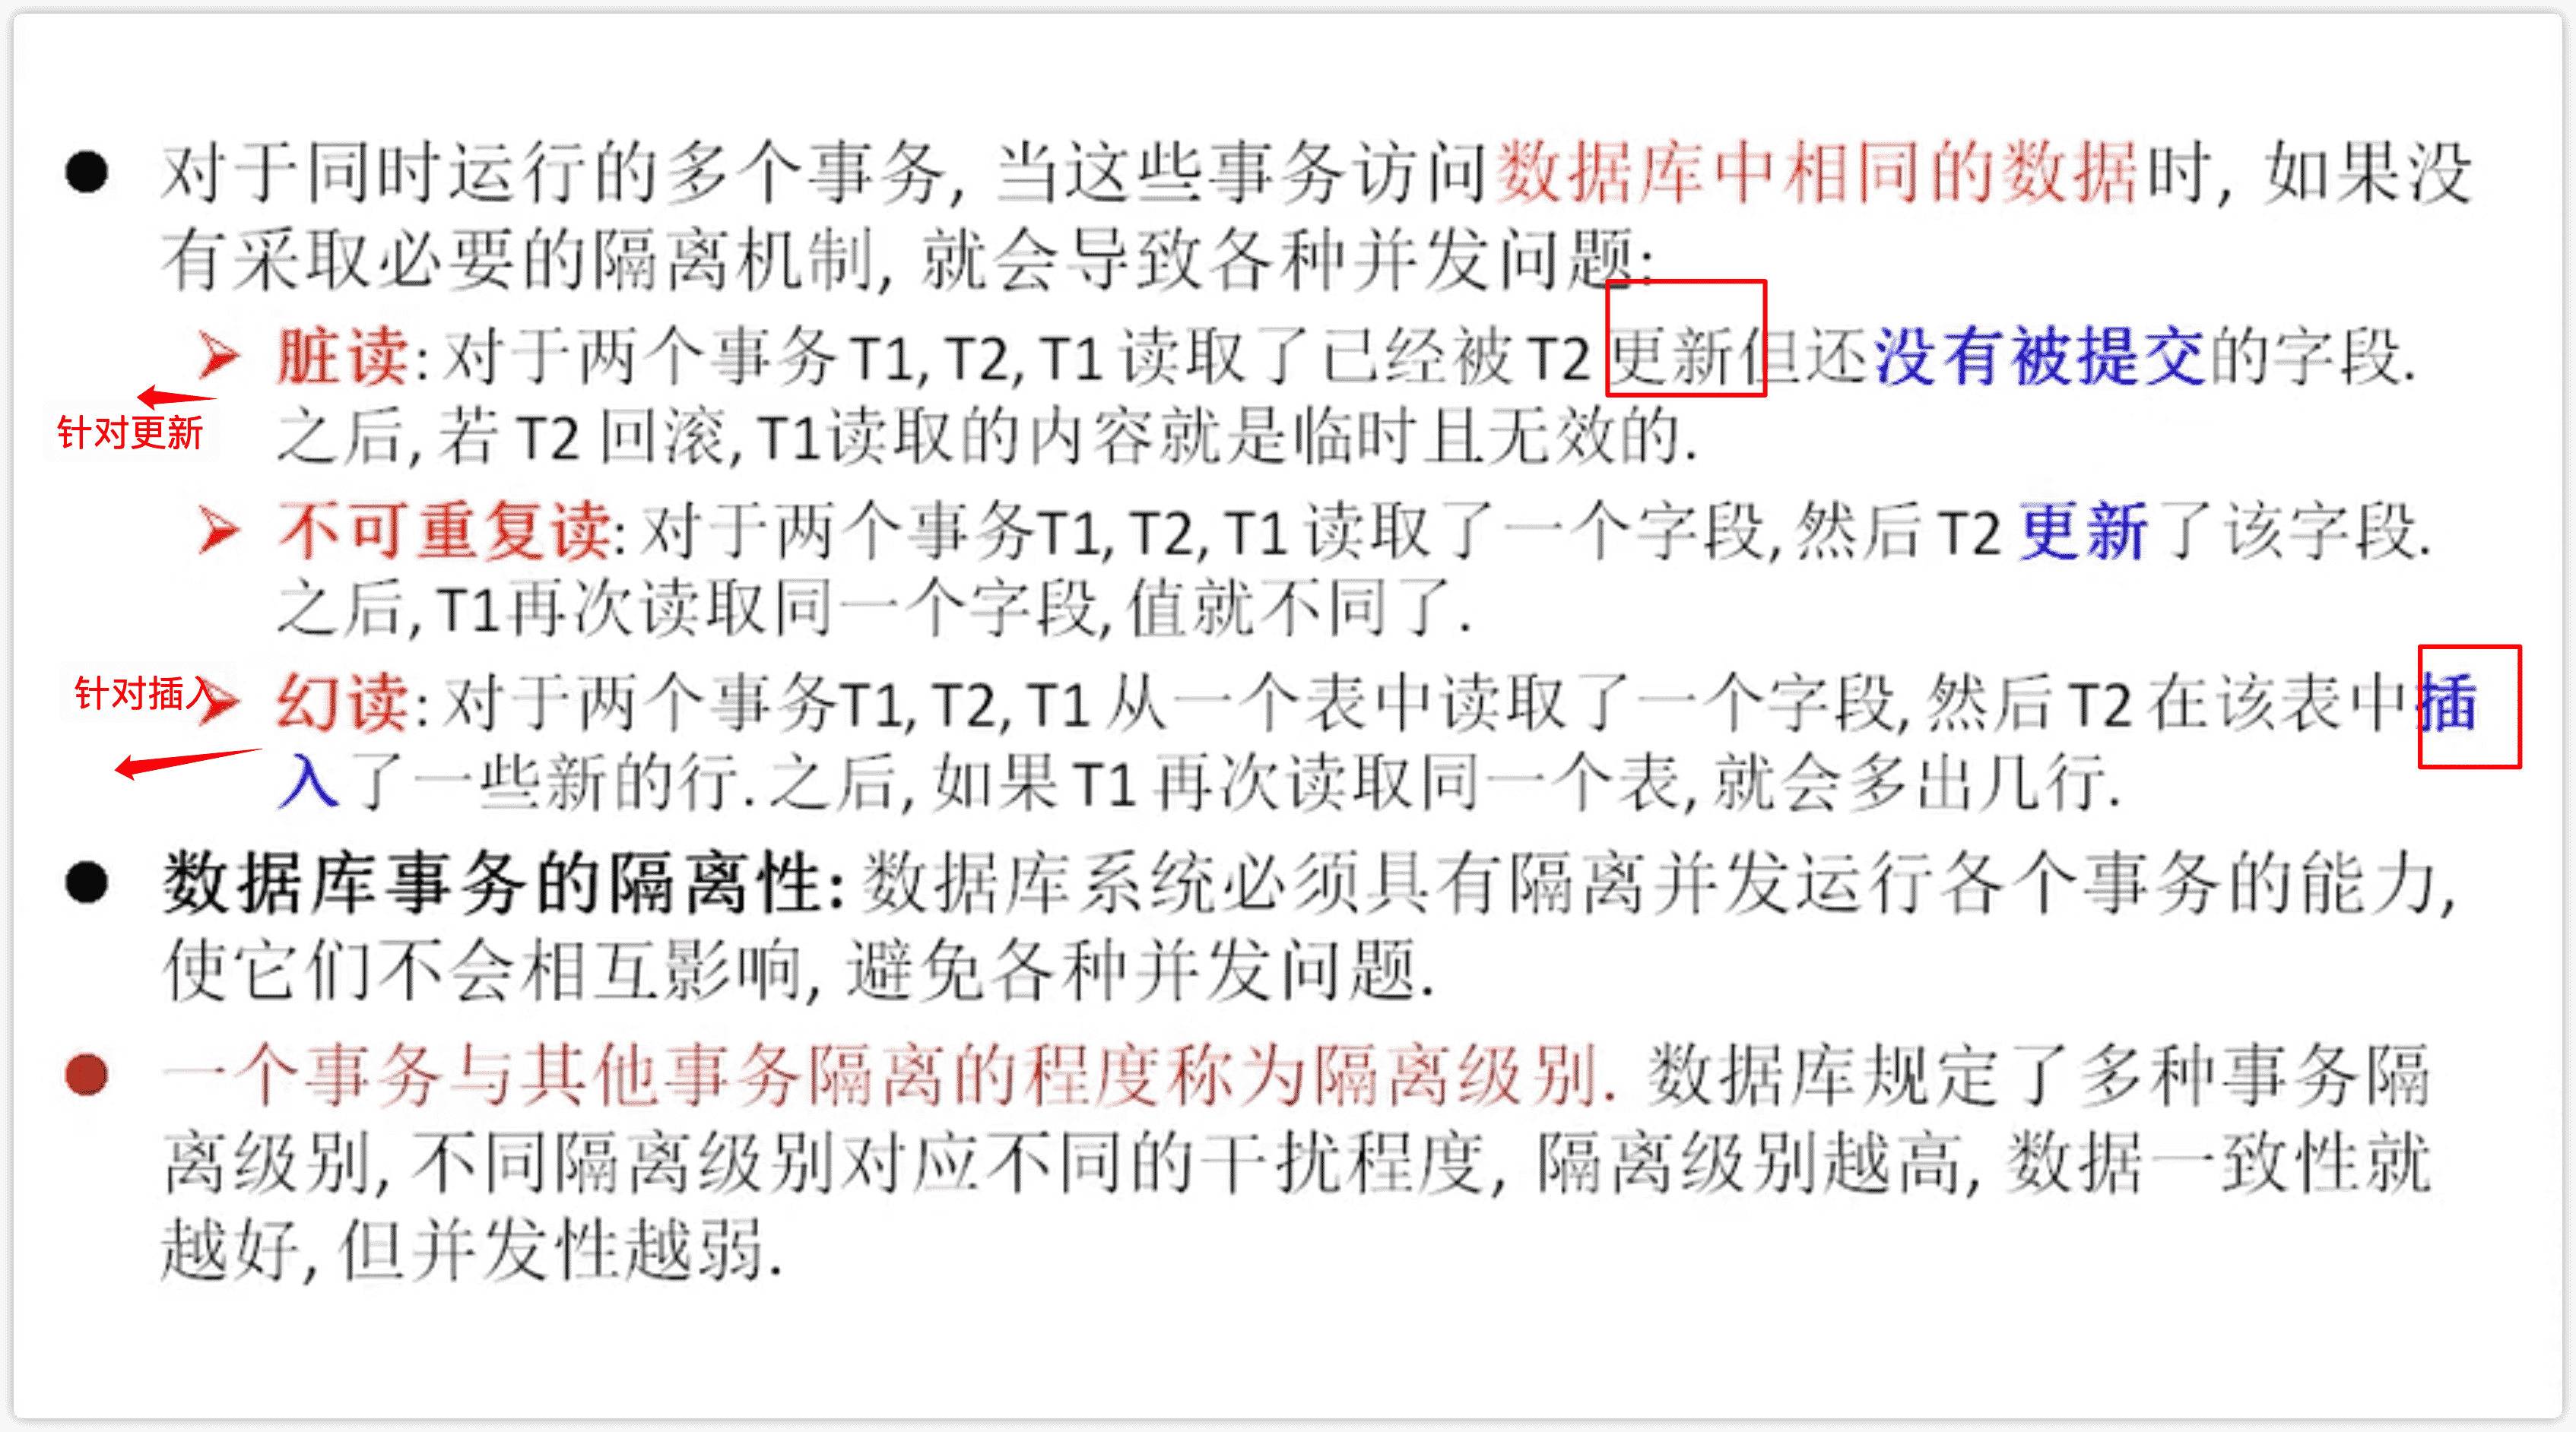 对于同时运行的多个事务, 当这些事务访问数据库中相同的数据时, 如果没
有采取必要的隔离机制, 就会导致各种并发问题:
脏读: 对于两个事务 T1, T2, T1 读取了已经被 T2 更新但还没有被提交的字段.
针对更新
之后, 若 T2 回滚, T1读取的内容就是临时且无效的.
不可重复读: 对于两个事务T1, T2, T1 读取了一个字段, 然后 T2 更新了该字段.
之后, T1再次读取同一个字段, 值就不同了.
针对插入
幻读: 对于两个事务T1, T2, T1 从一个表中读取了一个字段, 然后 T2 在该表中插
入了一些新的行. 之后, 如果 T1 再次读取同一个表, 就会多出几行.
数据库事务的隔离性: 数据库系统必须具有隔离并发运行各个事务的能力,
使它们不会相互影响, 避免各种并发问题.
一个事务与其他事务隔离的程度称为隔离级别. 数据库规定了多种事务隔
离级别, 不同隔离级别对应不同的干扰程度, 隔离级别越高, 数据一致性就
越好, 但并发性越弱.